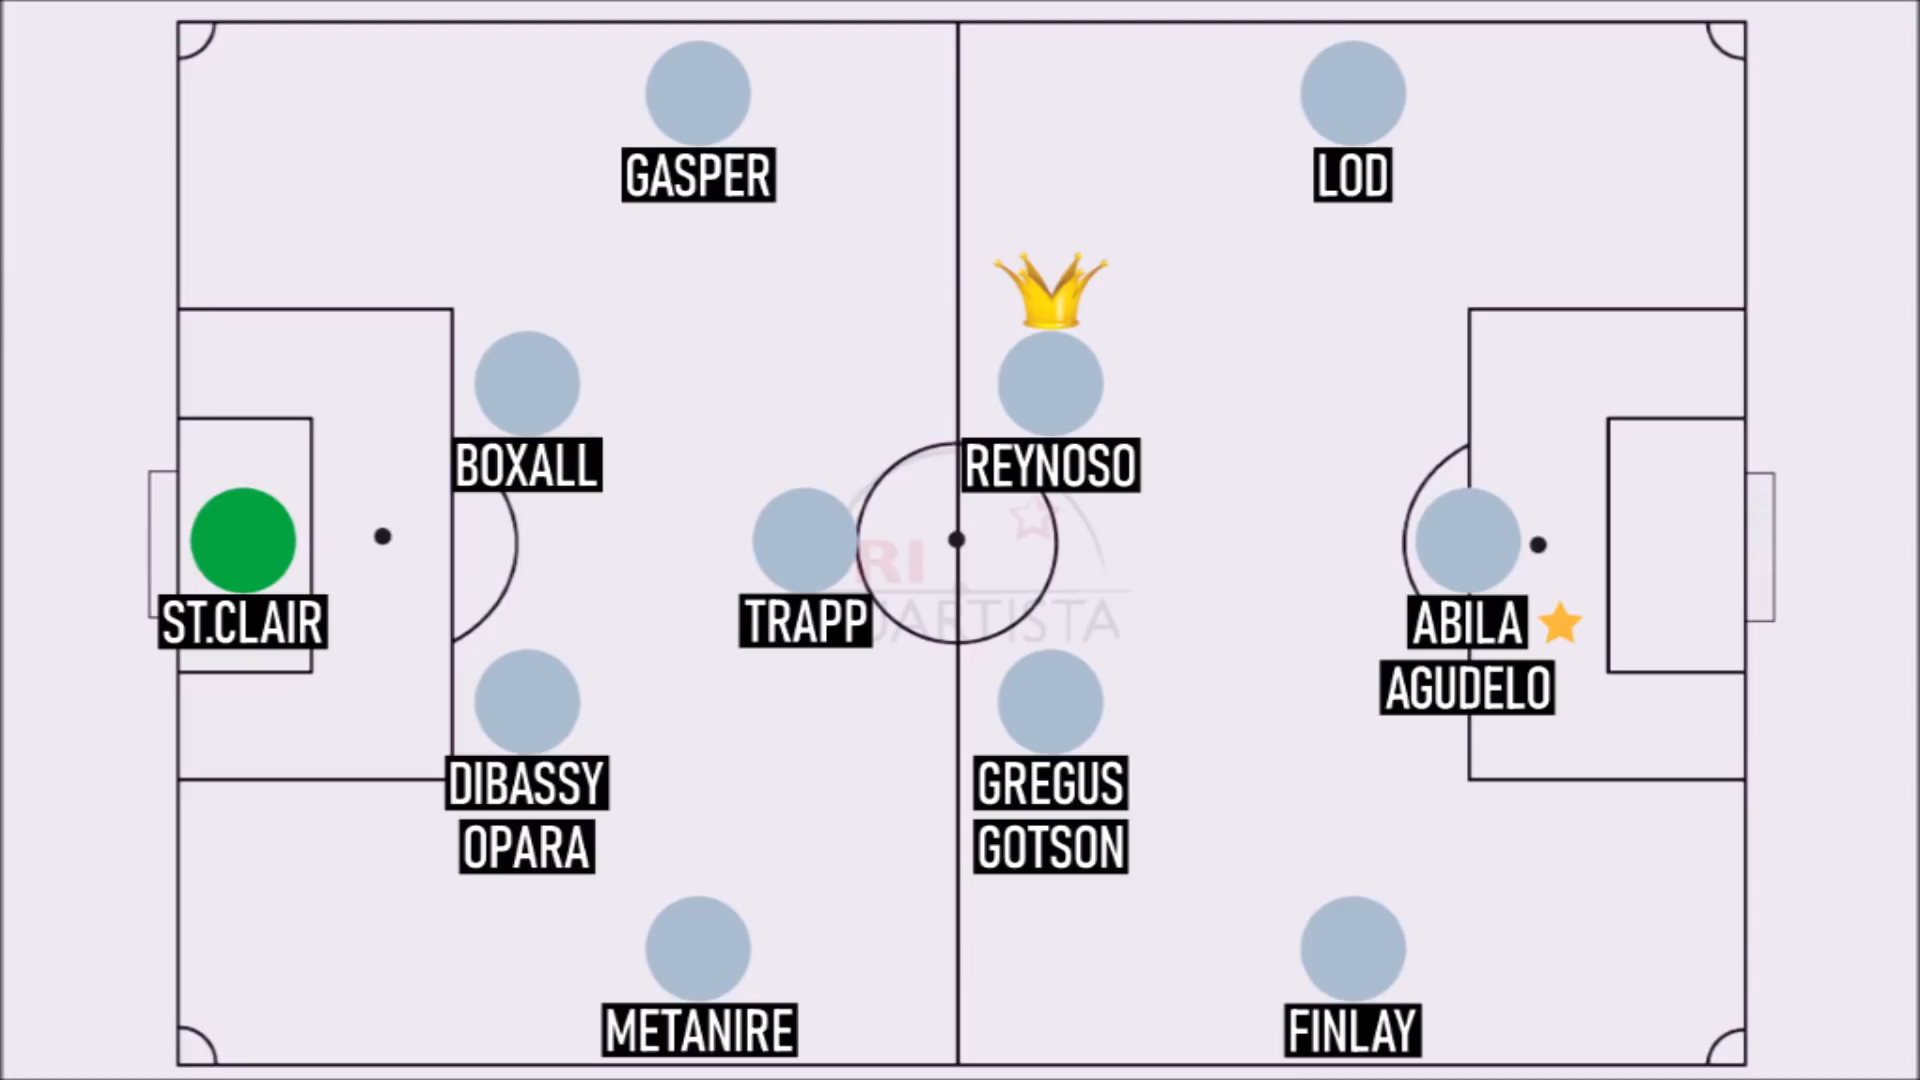 GASPER
LOD
BOXALL
REYNOSO
ST.CLAIR
TRAPP
ABILA
AGUDELO
DIBASSY
OPARA
GREGUS
GOTSON
METANIRE
FINLAY